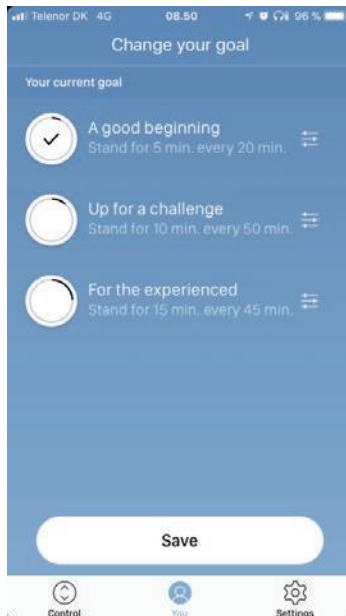 Telenor DK 4G 08.50 96 %
Change your goal
Your current goal
A good beginning
Stand for 5 min. every 20 min.
Up for a challenge
Stand for 10 min. every 50 min.
For the experienced
Stand for 15 min. every 45 min.
Save
Control You Settings